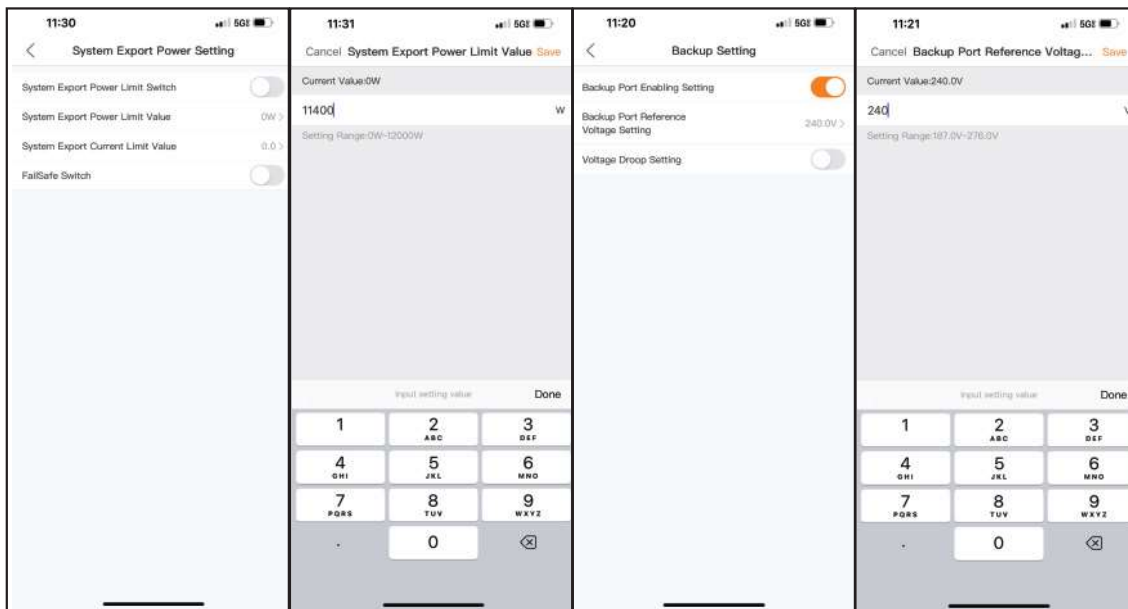 11:30
5GE
System Export Power Setting
System Export Power Limit Switch
System Export Power Limit Value 0W >
System Export Current Limit Value 0.0 >
FailSafe Switch
11:31
5GE
Cancel System Export Power Limit Value Save
Current Value:0W
11400 W
Setting Range:0W~12000W
Input setting value Done
1 2 3
ABC DEF
4 5 6
GHI JKL MNO
7 8 9
PQRS TUV WXYZ
. 0
11:20
5GE
Backup Setting
Backup Port Enabling Setting
Backup Port Reference
Voltage Setting 240.0V >
Voltage Droop Setting
11:21
5GE
Cancel Backup Port Reference Voltag... Save
Current Value:240.0V
240 V
Setting Range:187.0V~276.0V
Input setting value Done
1 2 3
ABC DEF
4 5 6
GHI JKL MNO
7 8 9
PQRS TUV WXYZ
. 0